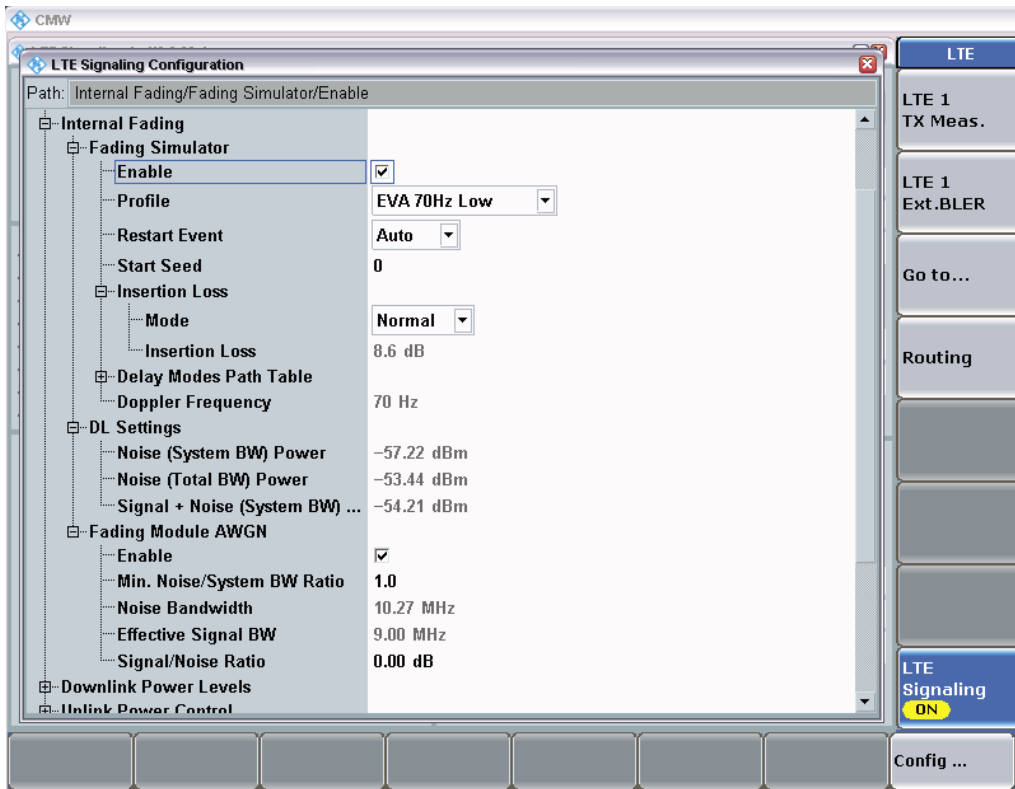 CMW
LTE Signaling Configuration
Path: Internal Fading/Fading Simulator/Enable
Internal Fading
Fading Simulator
Enable
Profile EVA 70Hz Low
Restart Event Auto
Start Seed 0
Insertion Loss
Mode Normal
Insertion Loss 8.6 dB
Delay Modes Path Table
Doppler Frequency 70 Hz
DL Settings
Noise (System BW) Power −57.22 dBm
Noise (Total BW) Power −53.44 dBm
Signal + Noise (System BW) ... −54.21 dBm
Fading Module AWGN
Enable
Min. Noise/System BW Ratio 1.0
Noise Bandwidth 10.27 MHz
Effective Signal BW 9.00 MHz
Signal/Noise Ratio 0.00 dB
Downlink Power Levels
Uplink Power Control
LTE
LTE 1
TX Meas.
LTE 1
Ext.BLER
Go to...
Routing
LTE
Signaling
ON
Config ...